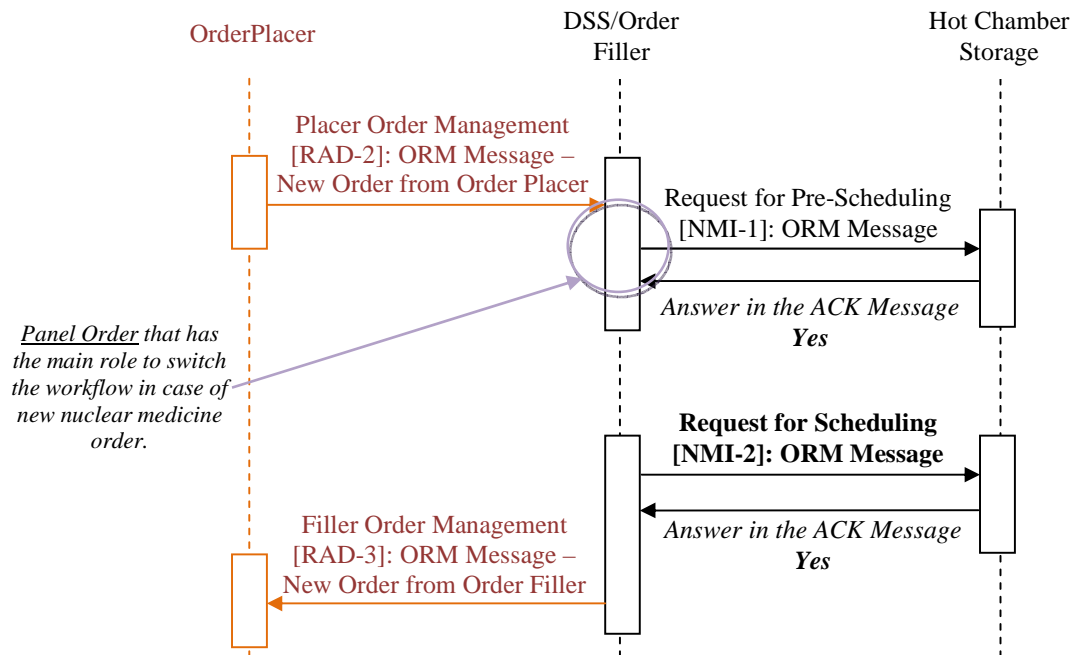 OrderPlacer
DSS/Order
Filler
Hot Chamber
Storage
Placer Order Management
[RAD-2]: ORM Message –
New Order from Order Placer
Request for Pre-Scheduling
[NMI-1]: ORM Message
Answer in the ACK Message
Yes
Panel Order that has
the main role to switch
the workflow in case of
new nuclear medicine
order.
Request for Scheduling
[NMI-2]: ORM Message
Answer in the ACK Message
Yes
Filler Order Management
[RAD-3]: ORM Message –
New Order from Order Filler